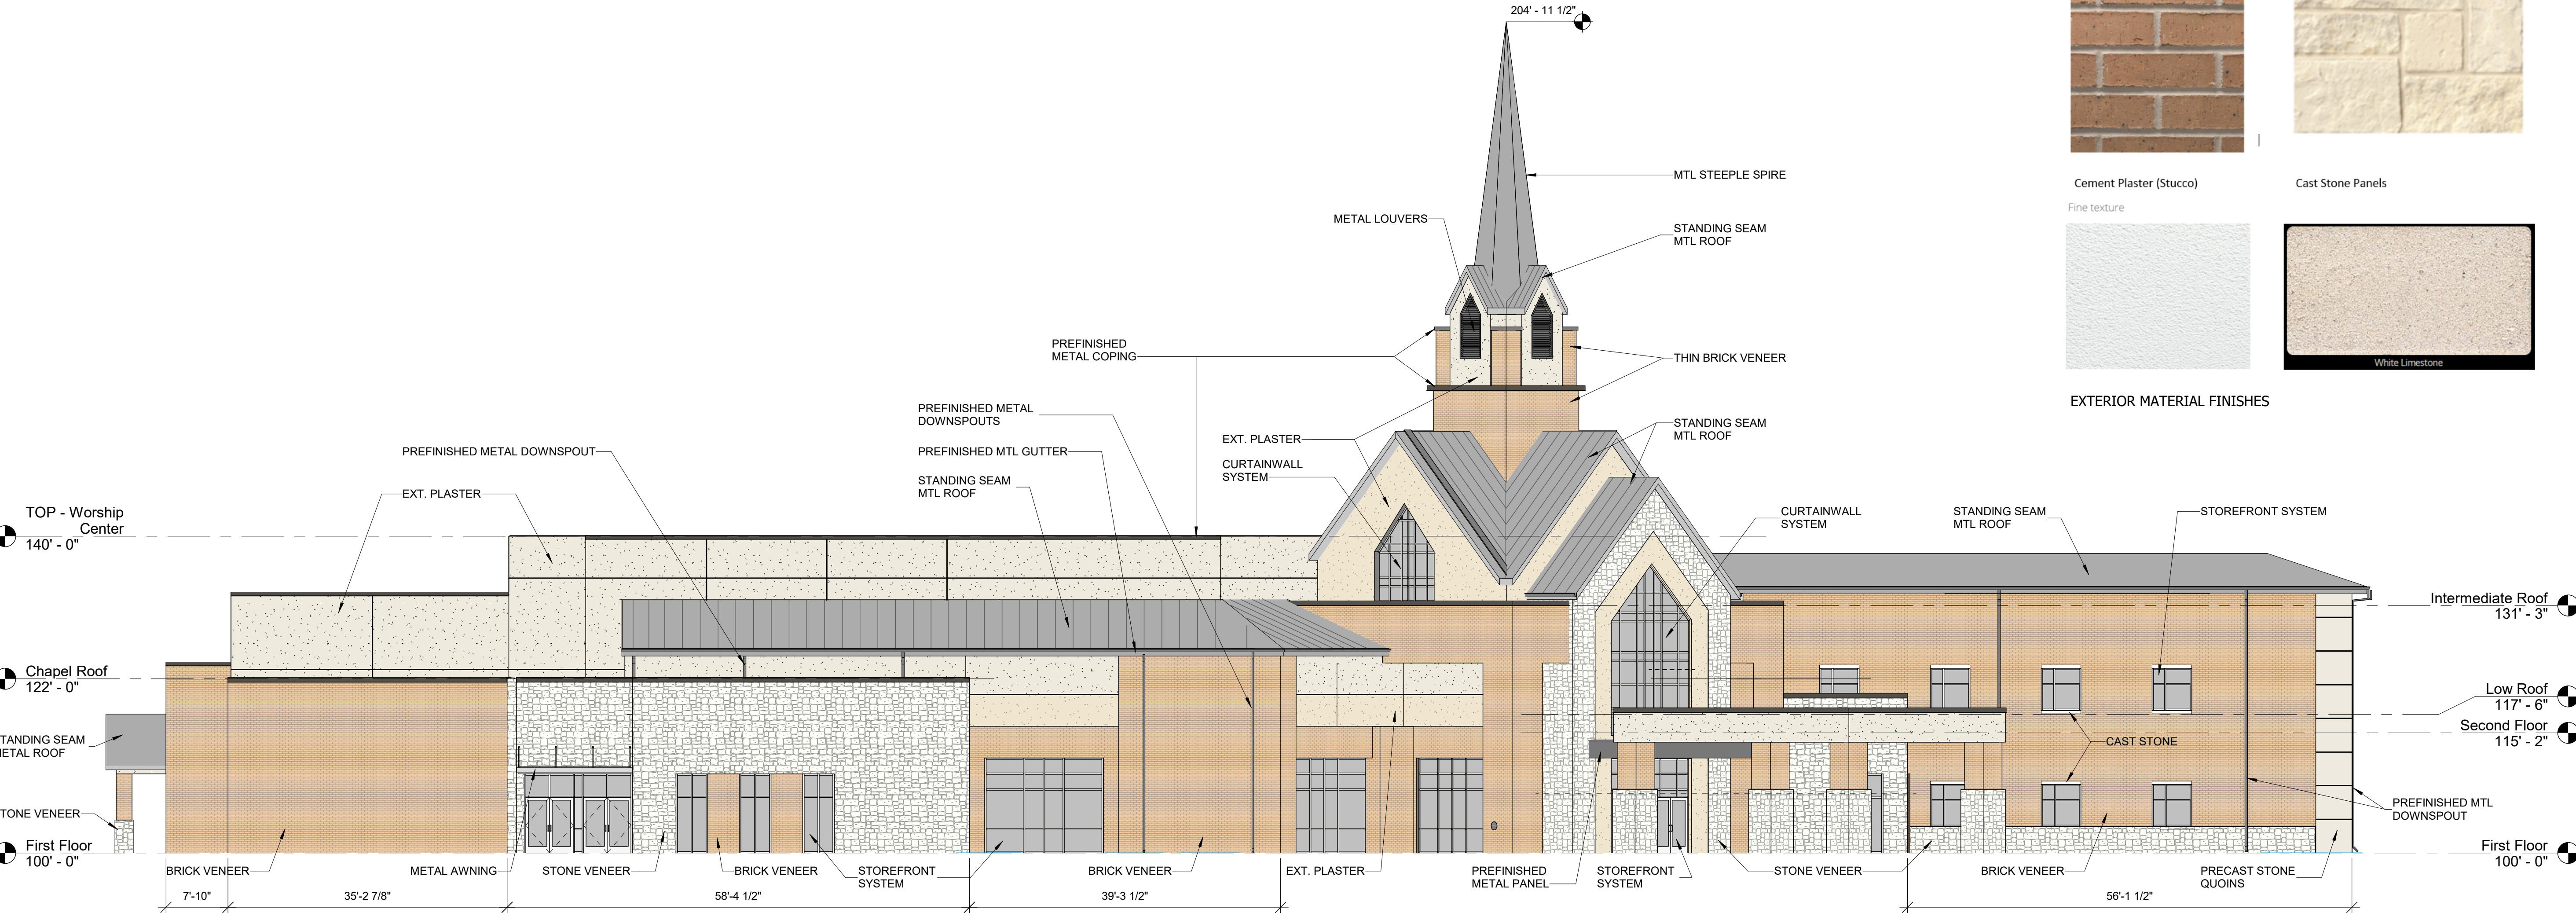 204' - 11 1/2"
Cement Plaster (Stucco)
Cast Stone Panels
Fine texture
White Limestone
EXTERIOR MATERIAL FINISHES
MTL STEEPLE SPIRE
METAL LOUVERS
STANDING SEAM
MTL ROOF
PREFINISHED
METAL COPING
THIN BRICK VENEER
PREFINISHED METAL
DOWNSPOUTS
EXT. PLASTER
STANDING SEAM
MTL ROOF
PREFINISHED METAL DOWNSPOUT
PREFINISHED MTL GUTTER
CURTAINWALL
SYSTEM
STANDING SEAM
MTL ROOF
EXT. PLASTER
TOP - Worship
Center
140' - 0"
CURTAINWALL
SYSTEM
STANDING SEAM
MTL ROOF
STOREFRONT SYSTEM
Intermediate Roof
131' - 3"
Chapel Roof
122' - 0"
Low Roof
117' - 6"
Second Floor
115' - 2"
TANDING SEAM
METAL ROOF
CAST STONE
TONE VENEER
PREFINISHED MTL
DOWNSPOUT
First Floor
100' - 0"
First Floor
100' - 0"
BRICK VENEER
METAL AWNING
STONE VENEER
BRICK VENEER
STOREFRONT
SYSTEM
BRICK VENEER
EXT. PLASTER
PREFINISHED
METAL PANEL
STOREFRONT
SYSTEM
STONE VENEER
BRICK VENEER
PRECAST STONE
QUOINS
7'-10"
35'-2 7/8"
58'-4 1/2"
39'-3 1/2"
56'-1 1/2"